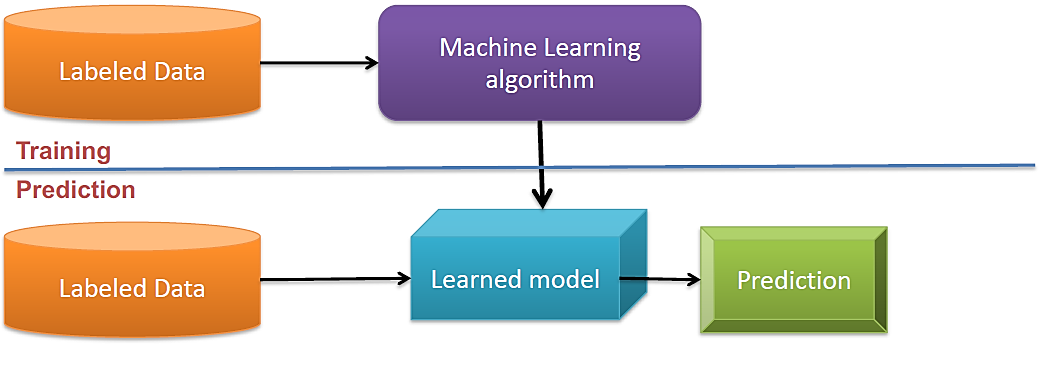 Labeled Data
Machine Learning
algorithm
Training
Prediction
Labeled Data
Learned model
Prediction